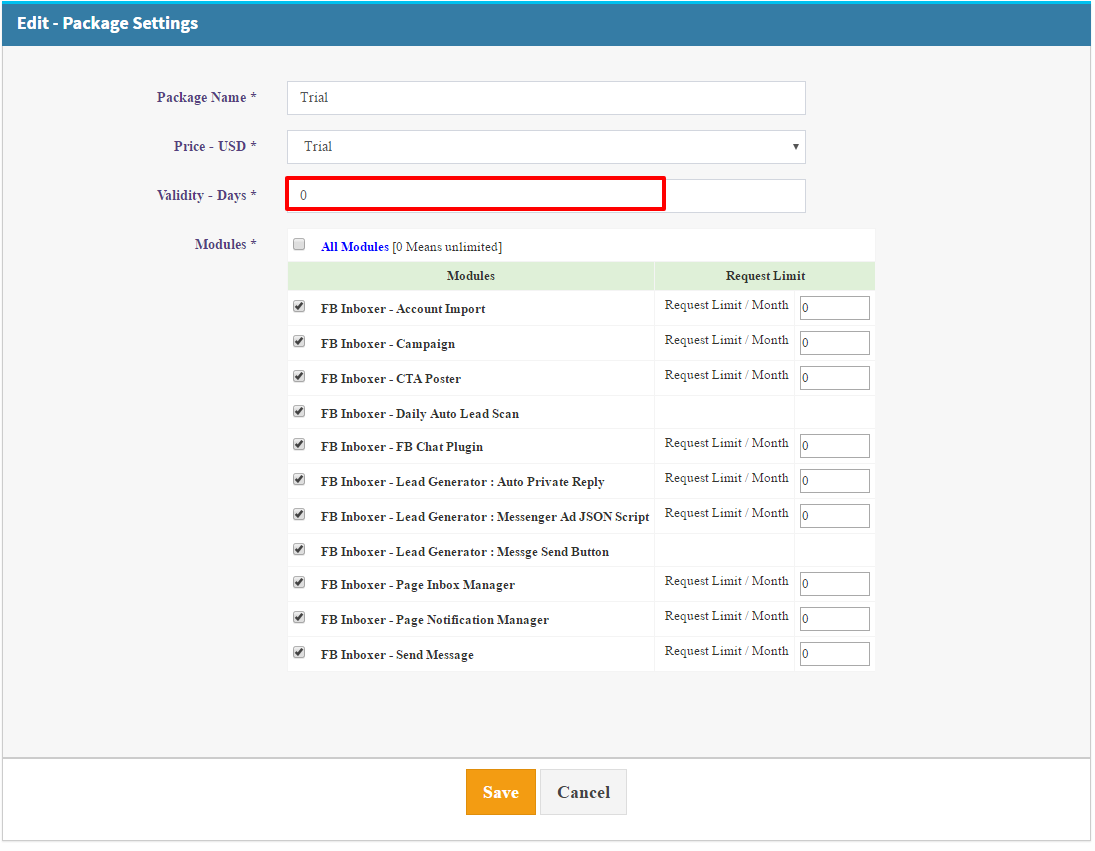 Edit - Package Settings
Package Name * Trial
Price - USD * Trial
Validity - Days * 0
Modules * All Modules [0 Means unlimited]
Modules Request Limit
FB Inboxer - Account Import Request Limit / Month 0
FB Inboxer - Campaign Request Limit / Month 0
FB Inboxer - CTA Poster Request Limit / Month 0
FB Inboxer - Daily Auto Lead Scan
FB Inboxer - FB Chat Plugin Request Limit / Month 0
FB Inboxer - Lead Generator : Auto Private Reply Request Limit / Month 0
FB Inboxer - Lead Generator : Messenger Ad JSON Script Request Limit / Month 0
FB Inboxer - Lead Generator : Messge Send Button
FB Inboxer - Page Inbox Manager Request Limit / Month 0
FB Inboxer - Page Notification Manager Request Limit / Month 0
FB Inboxer - Send Message Request Limit / Month 0
Save Cancel